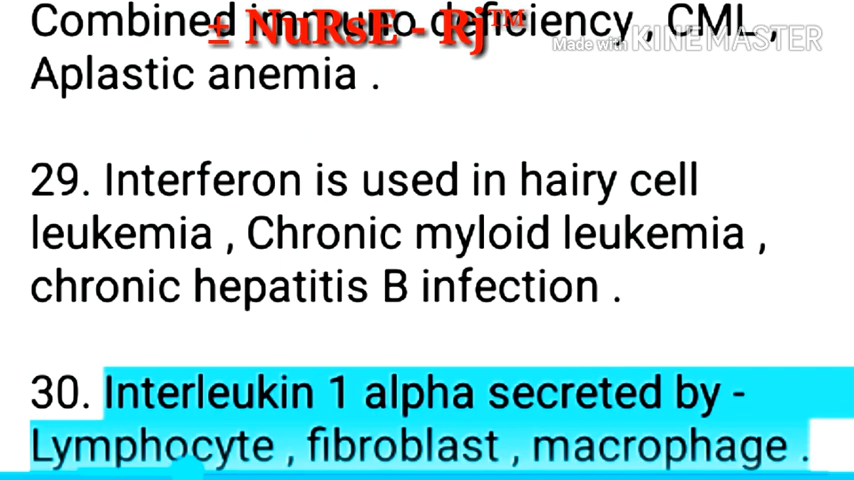 Combined immuno deficiency , CML ,
± NuRsE - Rj™
Made with KINEMASTER
Aplastic anemia .
29. Interferon is used in hairy cell
leukemia , Chronic myloid leukemia ,
chronic hepatitis B infection .
30. Interleukin 1 alpha secreted by -
Lymphocyte , fibroblast , macrophage .